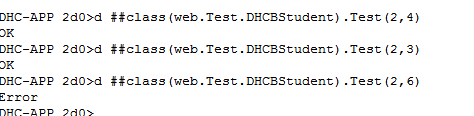 DHC-APP 2d0>d ##class(web.Test.DHCBStudent).Test(2,4)
OK
DHC-APP 2d0>d ##class(web.Test.DHCBStudent).Test(2,3)
OK
DHC-APP 2d0>d ##class(web.Test.DHCBStudent).Test(2,6)
Error
DHC-APP 2d0>